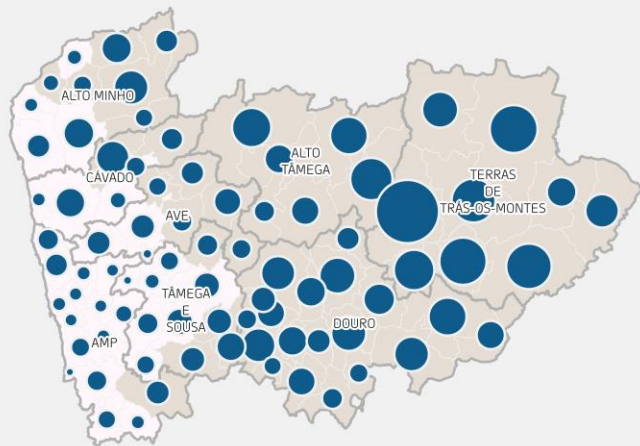 ALTO MINHO
CÁVADO
AVE
ALTO
TÂMEGA
TERRAS
DE
TRÁS-OS-MONTES
TÂMEGA
E
SOUSA
DOURO
AMP